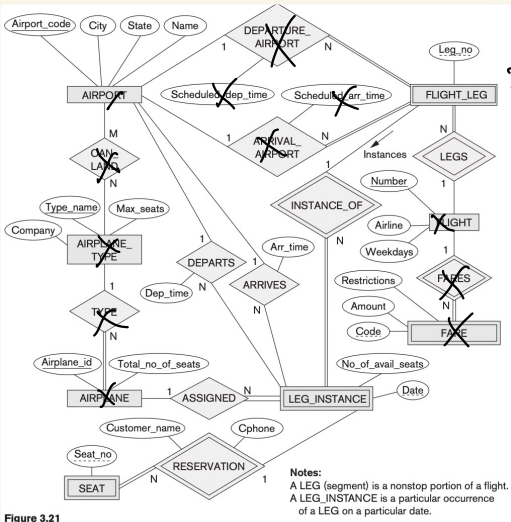 Airport_code
City
State
Name
DEPARTURE_
AIRPORT
1
N
Leg_no
Scheduled_dep_time
Scheduled_arr_time
AIRPORT
FLIGHT_LEG
3
1
N
ARRIVAL_
AIRPORT
M
CAN_
LAND
N
N
Instances
LEGS
1
1
Type_name
Max_seats
Number
INSTANCE_OF
Company
AIRPLANE_
TYPE
Airline
FLIGHT
Arr_time
Weekdays
N
1
1
DEPARTS
1
FARES
1
ARRIVES
Restrictions
TYPE
Dep_time
N
N
Amount
N
N
Code
FARE
Airplane_id
Total_no_of_seats
No_of_avail_seats
AIRPLANE
1
ASSIGNED
N
LEG_INSTANCE
Date
Customer_name
Cphone
Seat_no
RESERVATION
SEAT
N
1
Notes:
A LEG (segment) is a nonstop portion of a flight.
A LEG_INSTANCE is a particular occurrence
of a LEG on a particular date.
Figure 3.21